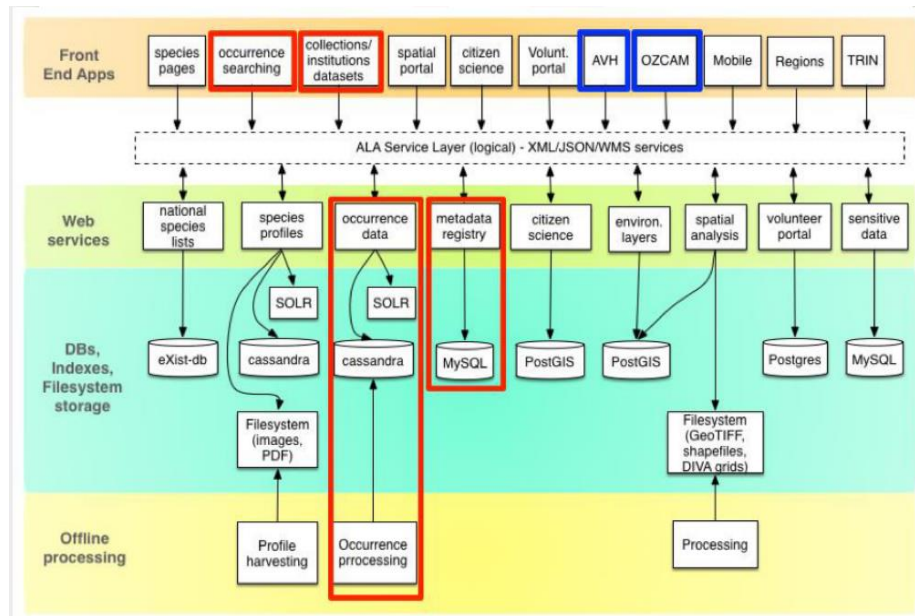 Front
End Apps
species
pages
occurrence
searching
collections/
institutions
datasets
spatial
portal
citizen
science
Volunt.
portal
AVH
OZCAM
Mobile
Regions
TRIN
ALA Service Layer (logical) - XML/JSON/WMS services
Web
services
national
species
lists
species
profiles
occurrence
data
metadata
registry
citizen
science
environ.
layers
spatial
analysis
volunteer
portal
sensitive
data
DBs,
Indexes,
Filesystem
storage
SOLR
SOLR
eXist-db
cassandra
cassandra
MySQL
PostGIS
PostGIS
Postgres
MySQL
Filesystem
(images,
PDF)
Filesystem
(GeoTIFF,
shapefiles,
DIVA grids)
Offline
processing
Profile
harvesting
Occurrence
prrocessing
Processing